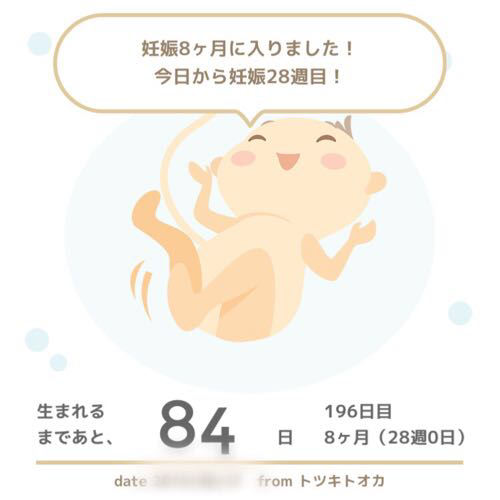 妊娠8ヶ月に入りました！
今日から妊娠28週目！
生まれる
まであと、
84
日
196日目
8ヶ月（28週0日）
date
from トツキトオカ